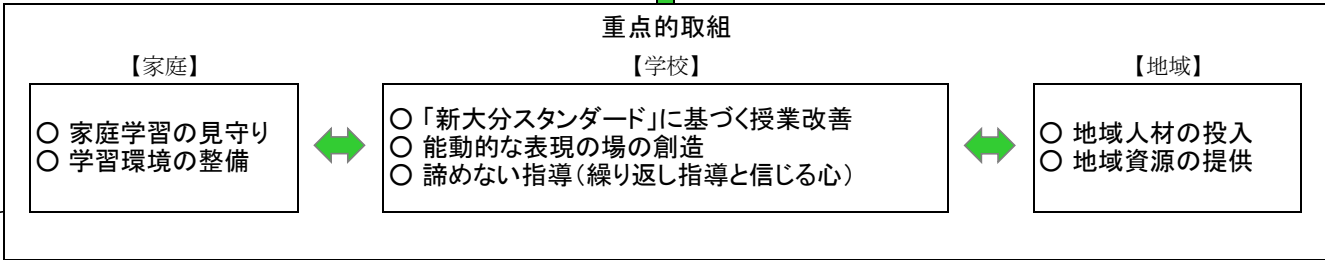 重点的取組
【家庭】
○ 家庭学習の見守り
○ 学習環境の整備
【学校】
○「新大分スタンダード」に基づく授業改善
○ 能動的な表現の場の創造
○ 諦めない指導（繰り返し指導と信じる心）
【地域】
○ 地域人材の投入
○ 地域資源の提供